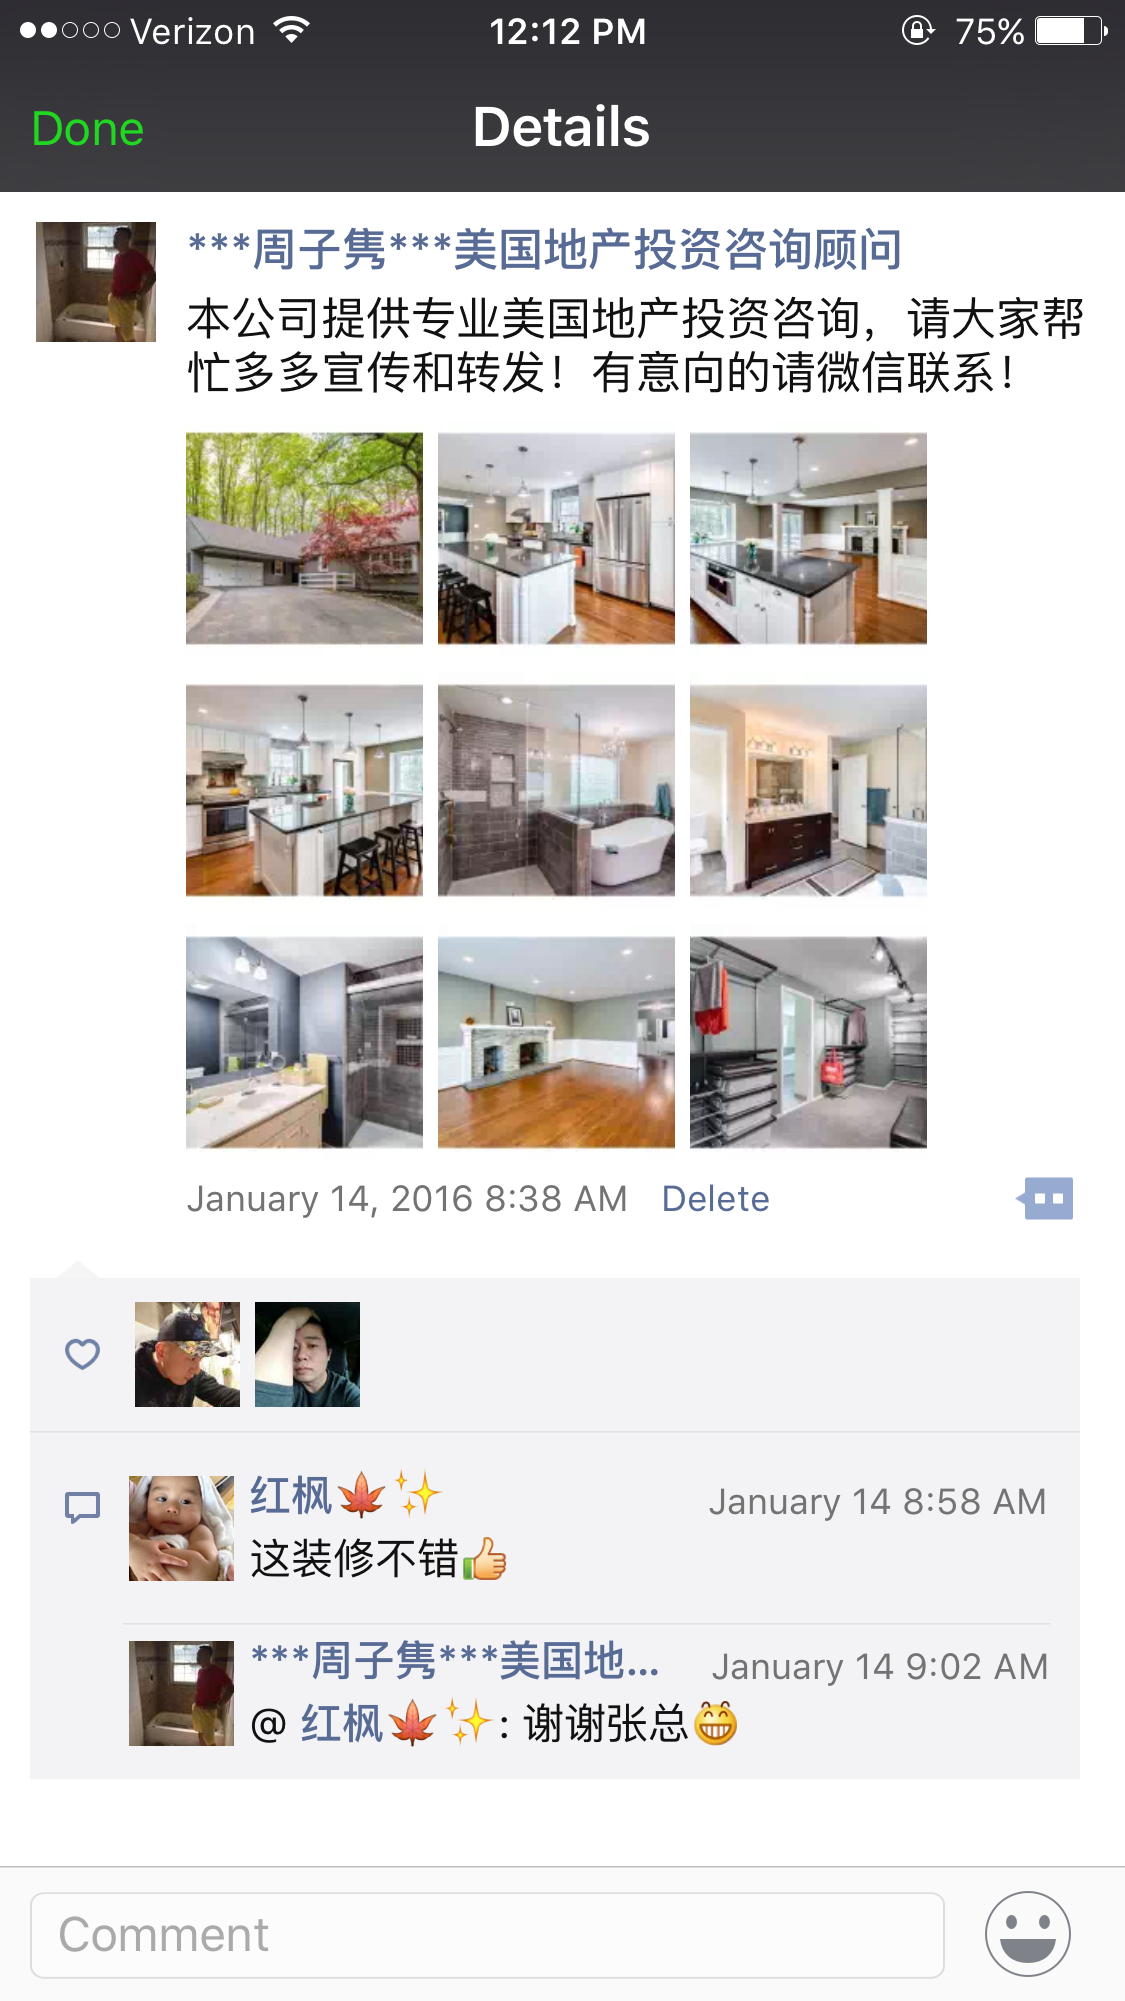 Verizon 12:12 PM 75%
Done Details
***周子隽***美国地产投资咨询顾问
本公司提供专业美国地产投资咨询，请大家帮
忙多多宣传和转发！有意向的请微信联系！
January 14, 2016 8:38 AM Delete
红枫🍁✨ January 14 8:58 AM
这装修不错👍
***周子隽***美国地... January 14 9:02 AM
@ 红枫🍁✨: 谢谢张总😁
Comment